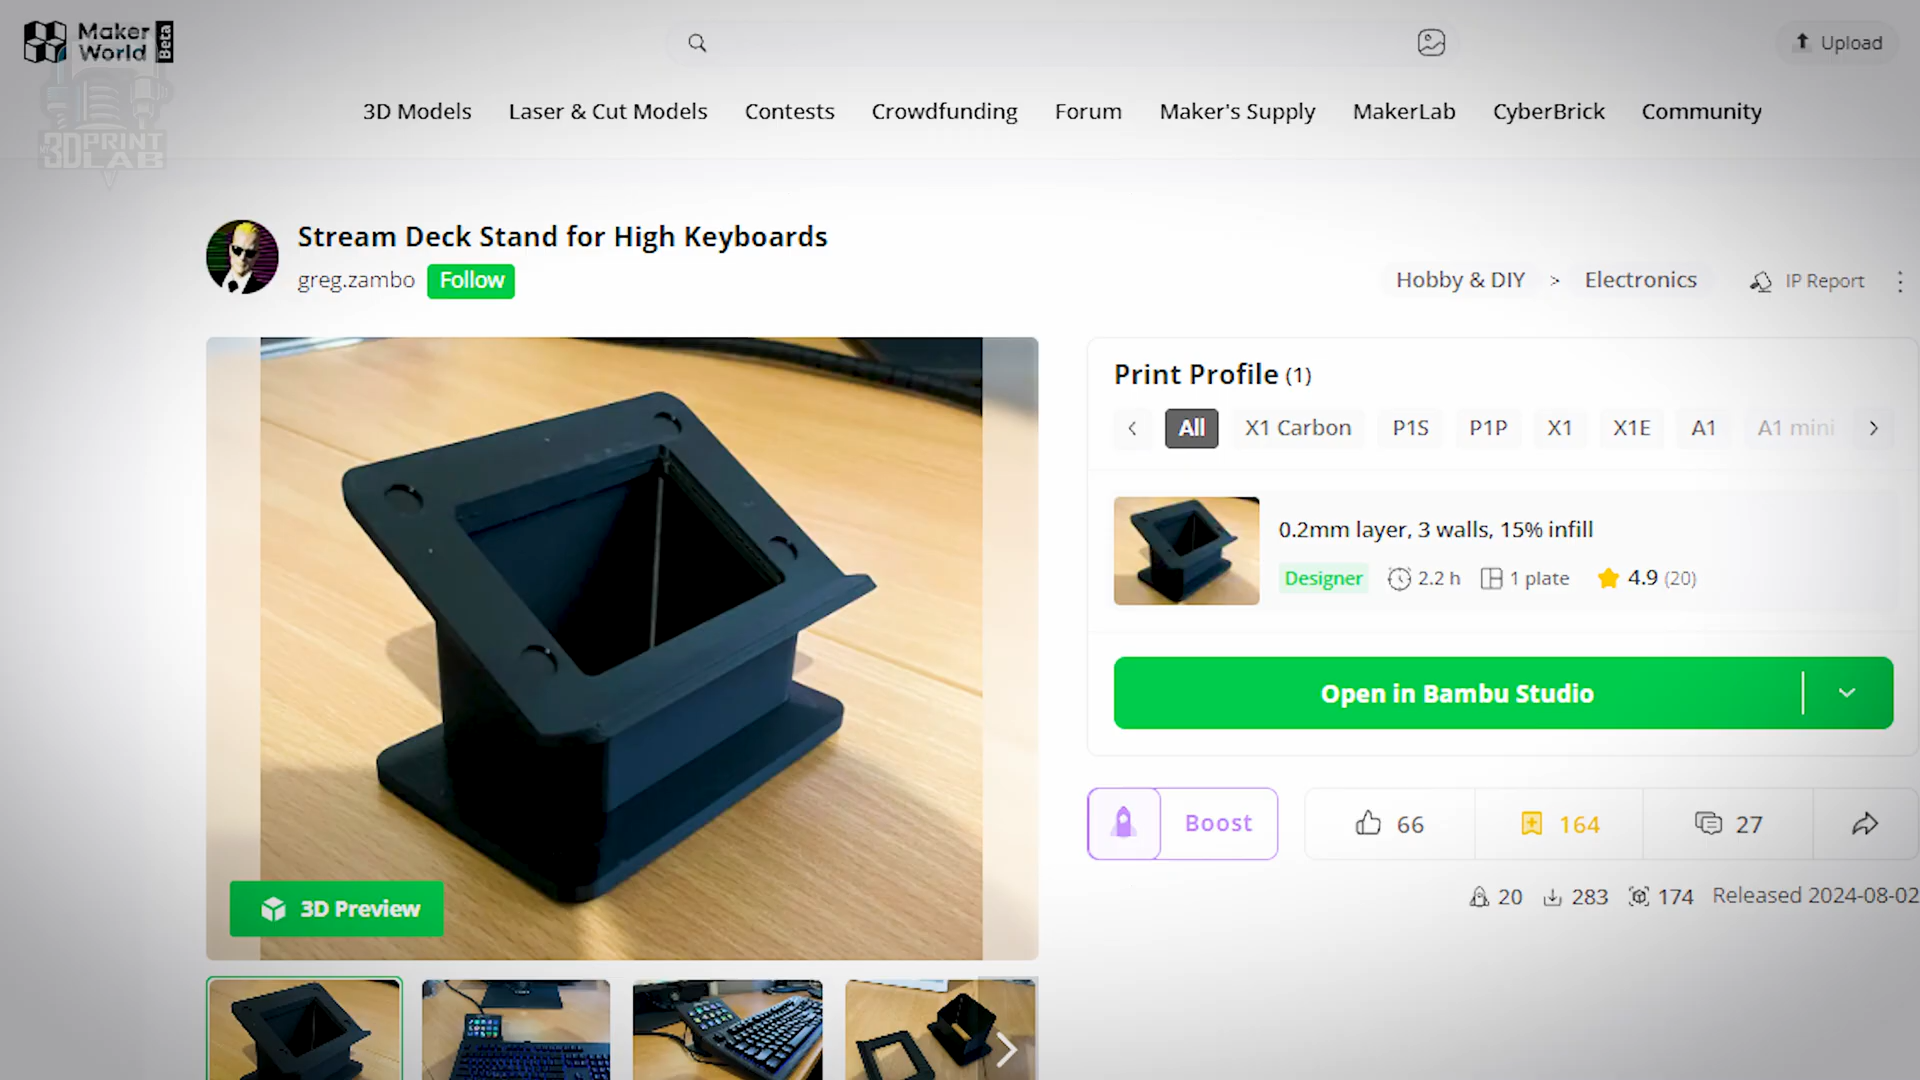 Maker
World
Beta
Upload
MY
3DPRINT
LAB
3D Models
Laser & Cut Models
Contests
Crowdfunding
Forum
Maker's Supply
MakerLab
CyberBrick
Community
Stream Deck Stand for High Keyboards
greg.zambo
Follow
Hobby & DIY > Electronics
IP Report
Print Profile (1)
All
X1 Carbon
P1S
P1P
X1
X1E
A1
A1 mini
0.2mm layer, 3 walls, 15% infill
Designer
2.2 h
1 plate
4.9 (20)
Open in Bambu Studio
3D Preview
Boost
66
164
27
20
283
174
Released 2024-08-02